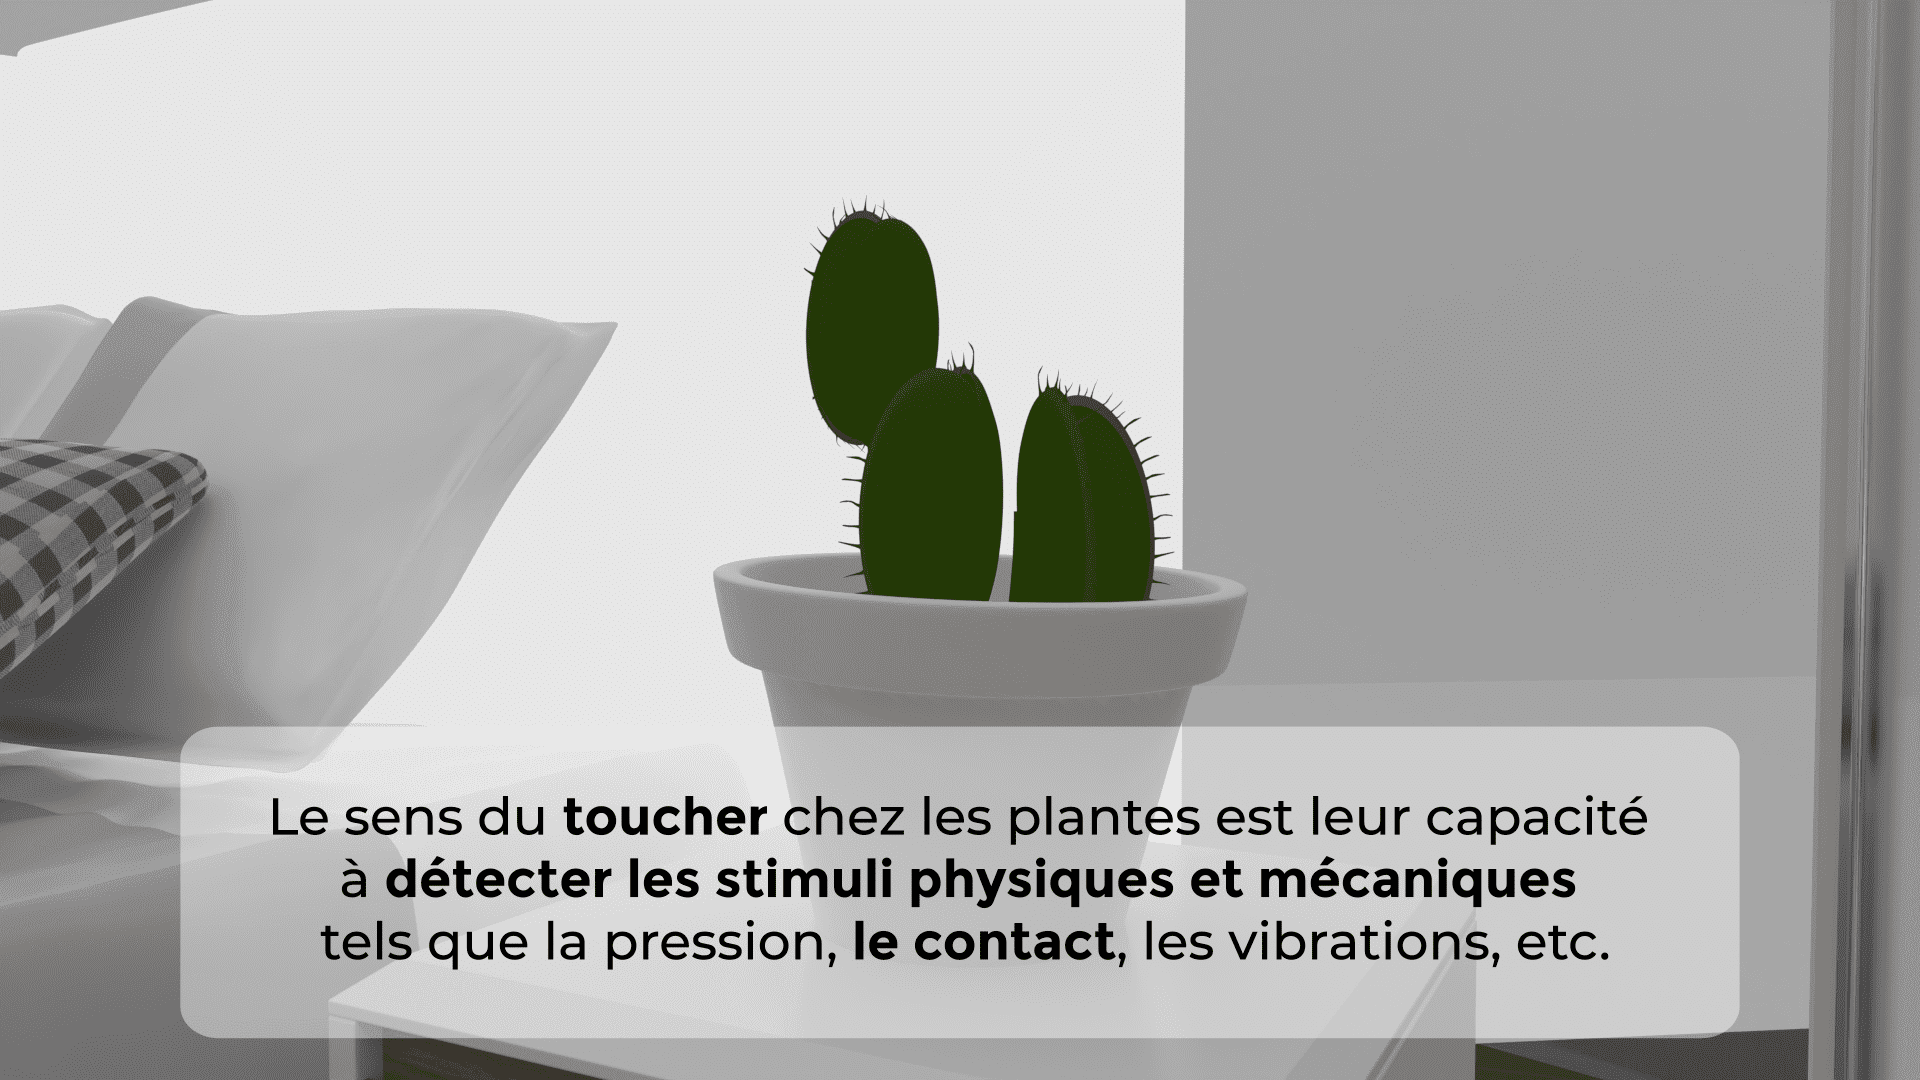 Le sens du toucher chez les plantes est leur capacité
à détecter les stimuli physiques et mécaniques
tels que la pression, le contact, les vibrations, etc.